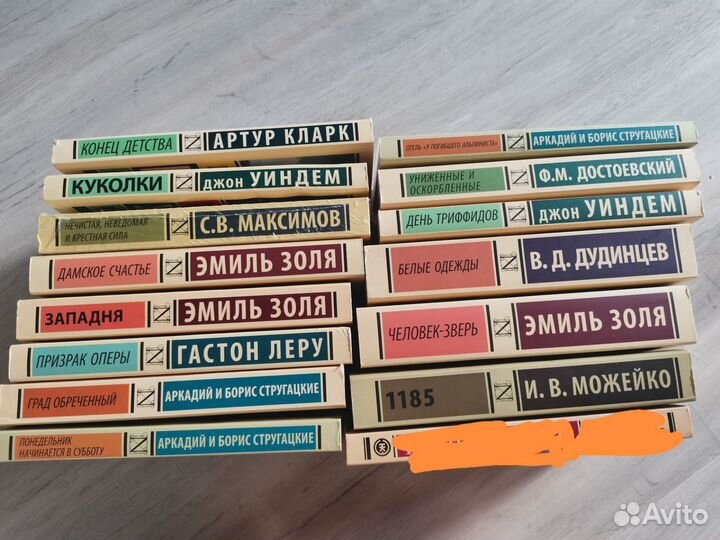 КОНЕЦ ДЕТСТВА АРТУР КЛАРК
КУКОЛКИ ДЖОН УИНДЕМ
НЕЧИСТАЯ, НЕВЕДОМАЯ
И КРЕСТНАЯ СИЛА С.В. МАКСИМОВ
ДАМСКОЕ СЧАСТЬЕ ЭМИЛЬ ЗОЛЯ
ЗАПАДНЯ ЭМИЛЬ ЗОЛЯ
ПРИЗРАК ОПЕРЫ ГАСТОН ЛЕРУ
ГРАД ОБРЕЧЕННЫЙ АРКАДИЙ И БОРИС СТРУГАЦКИЕ
ПОНЕДЕЛЬНИК
НАЧИНАЕТСЯ В СУББОТУ АРКАДИЙ И БОРИС СТРУГАЦКИЕ
ОТЕЛЬ «У ПОГИБШЕГО АЛЬПИНИСТА» АРКАДИЙ И БОРИС СТРУГАЦКИЕ
УНИЖЕННЫЕ И
ОСКОРБЛЕННЫЕ Ф.М. ДОСТОЕВСКИЙ
ДЕНЬ ТРИФФИДОВ ДЖОН УИНДЕМ
БЕЛЫЕ ОДЕЖДЫ В. Д. ДУДИНЦЕВ
ЧЕЛОВЕК-ЗВЕРЬ ЭМИЛЬ ЗОЛЯ
1185 И. В. МОЖЕЙКО
Avito